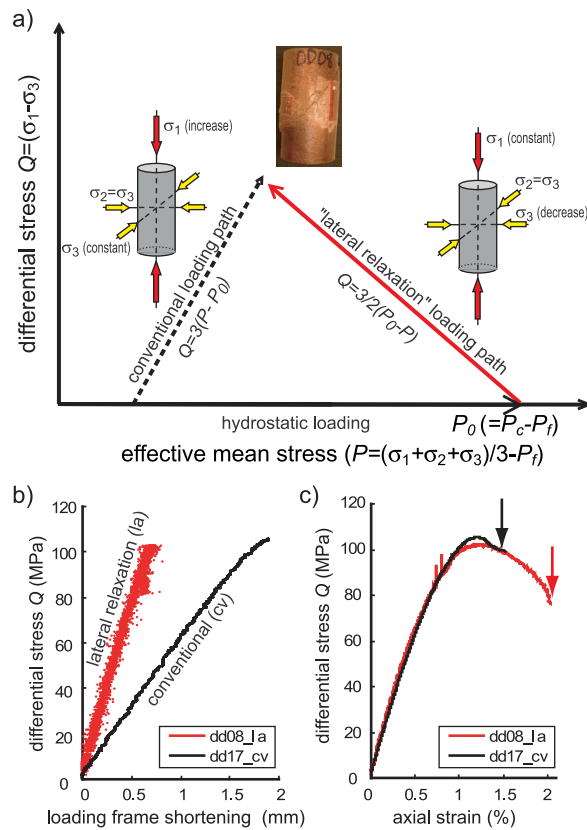 a)
differential stress Q=(σ1-σ3)
DD08
σ1 (increase)
σ2=σ3
σ3 (constant)
σ1 (constant)
σ2=σ3
σ3 (decrease)
conventional loading path
Q=3(P- P0)
"lateral relaxation" loading path
Q=3/2(P0-P)
hydrostatic loading
P0 (=Pc-Pf)
effective mean stress (P=(σ1+σ2+σ3)/3-Pf)
b)
differential stress Q (MPa)
120
100
80
60
40
20
0
lateral relaxation (la)
conventional (cv)
dd08_la
dd17_cv
0 0.5 1 1.5 2
loading frame shortening (mm)
c)
differential stress Q (MPa)
120
100
80
60
40
20
0
dd08_la
dd17_cv
0 0.5 1 1.5 2
axial strain (%)